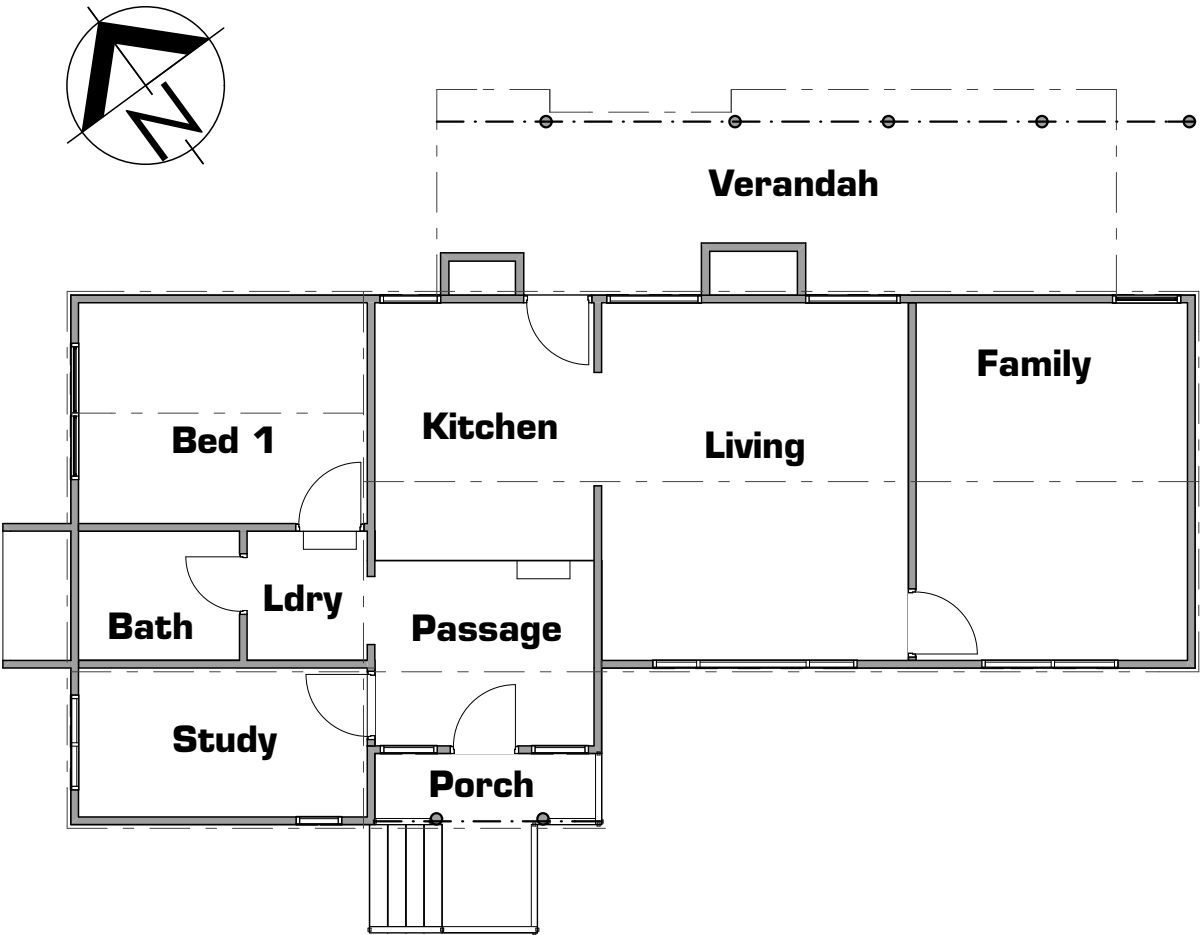 N
Verandah
Family
Kitchen
Bed 1
Living
Ldry
Bath
Passage
Study
Porch